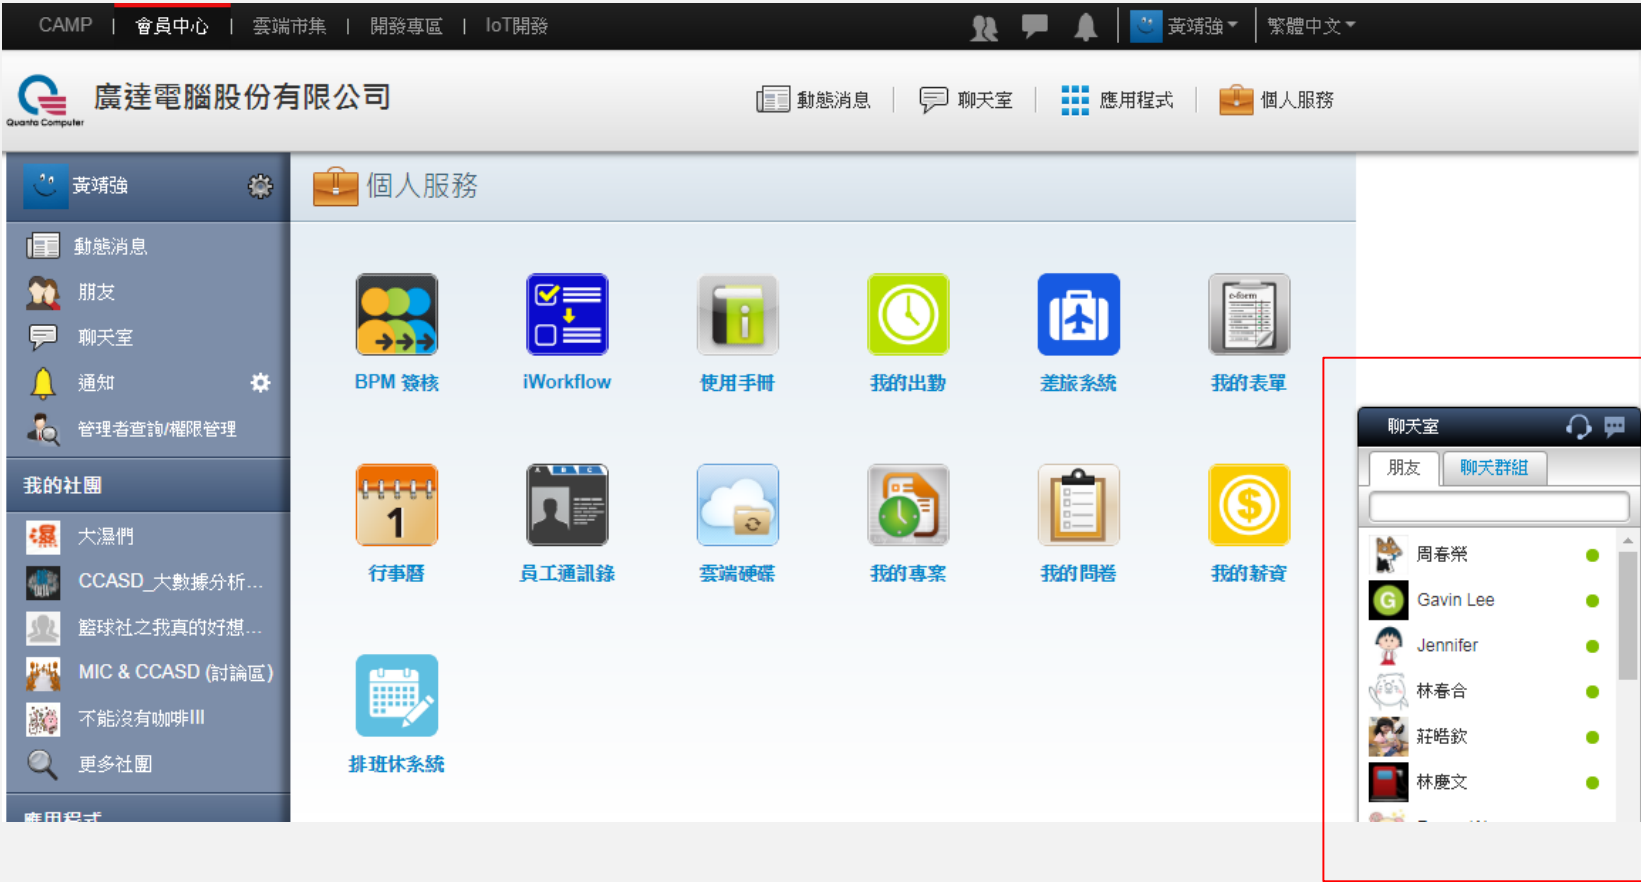 CAMP | 會員中心 | 雲端市集 | 開發專區 | IoT開發
黃靖強
繁體中文
Quanta Computer
廣達電腦股份有限公司
動態消息
聊天室
應用程式
個人服務
黃靖強
動態消息
朋友
聊天室
通知
管理者查詢/權限管理
我的社團
大濕們
CCASD_大數據分析...
籃球社之我真的好想...
MIC & CCASD (討論區)
不能沒有咖啡III
更多社團
應用程式
個人服務
BPM 簽核
iWorkflow
使用手冊
我的出勤
差旅系統
e-form
我的表單
1
行事曆
A B C
員工通訊錄
雲端硬碟
我的專案
我的問卷
我的薪資
排班休系統
聊天室
朋友
聊天群組
周春榮
G
Gavin Lee
Jennifer
林春合
莊皓欽
林慶文